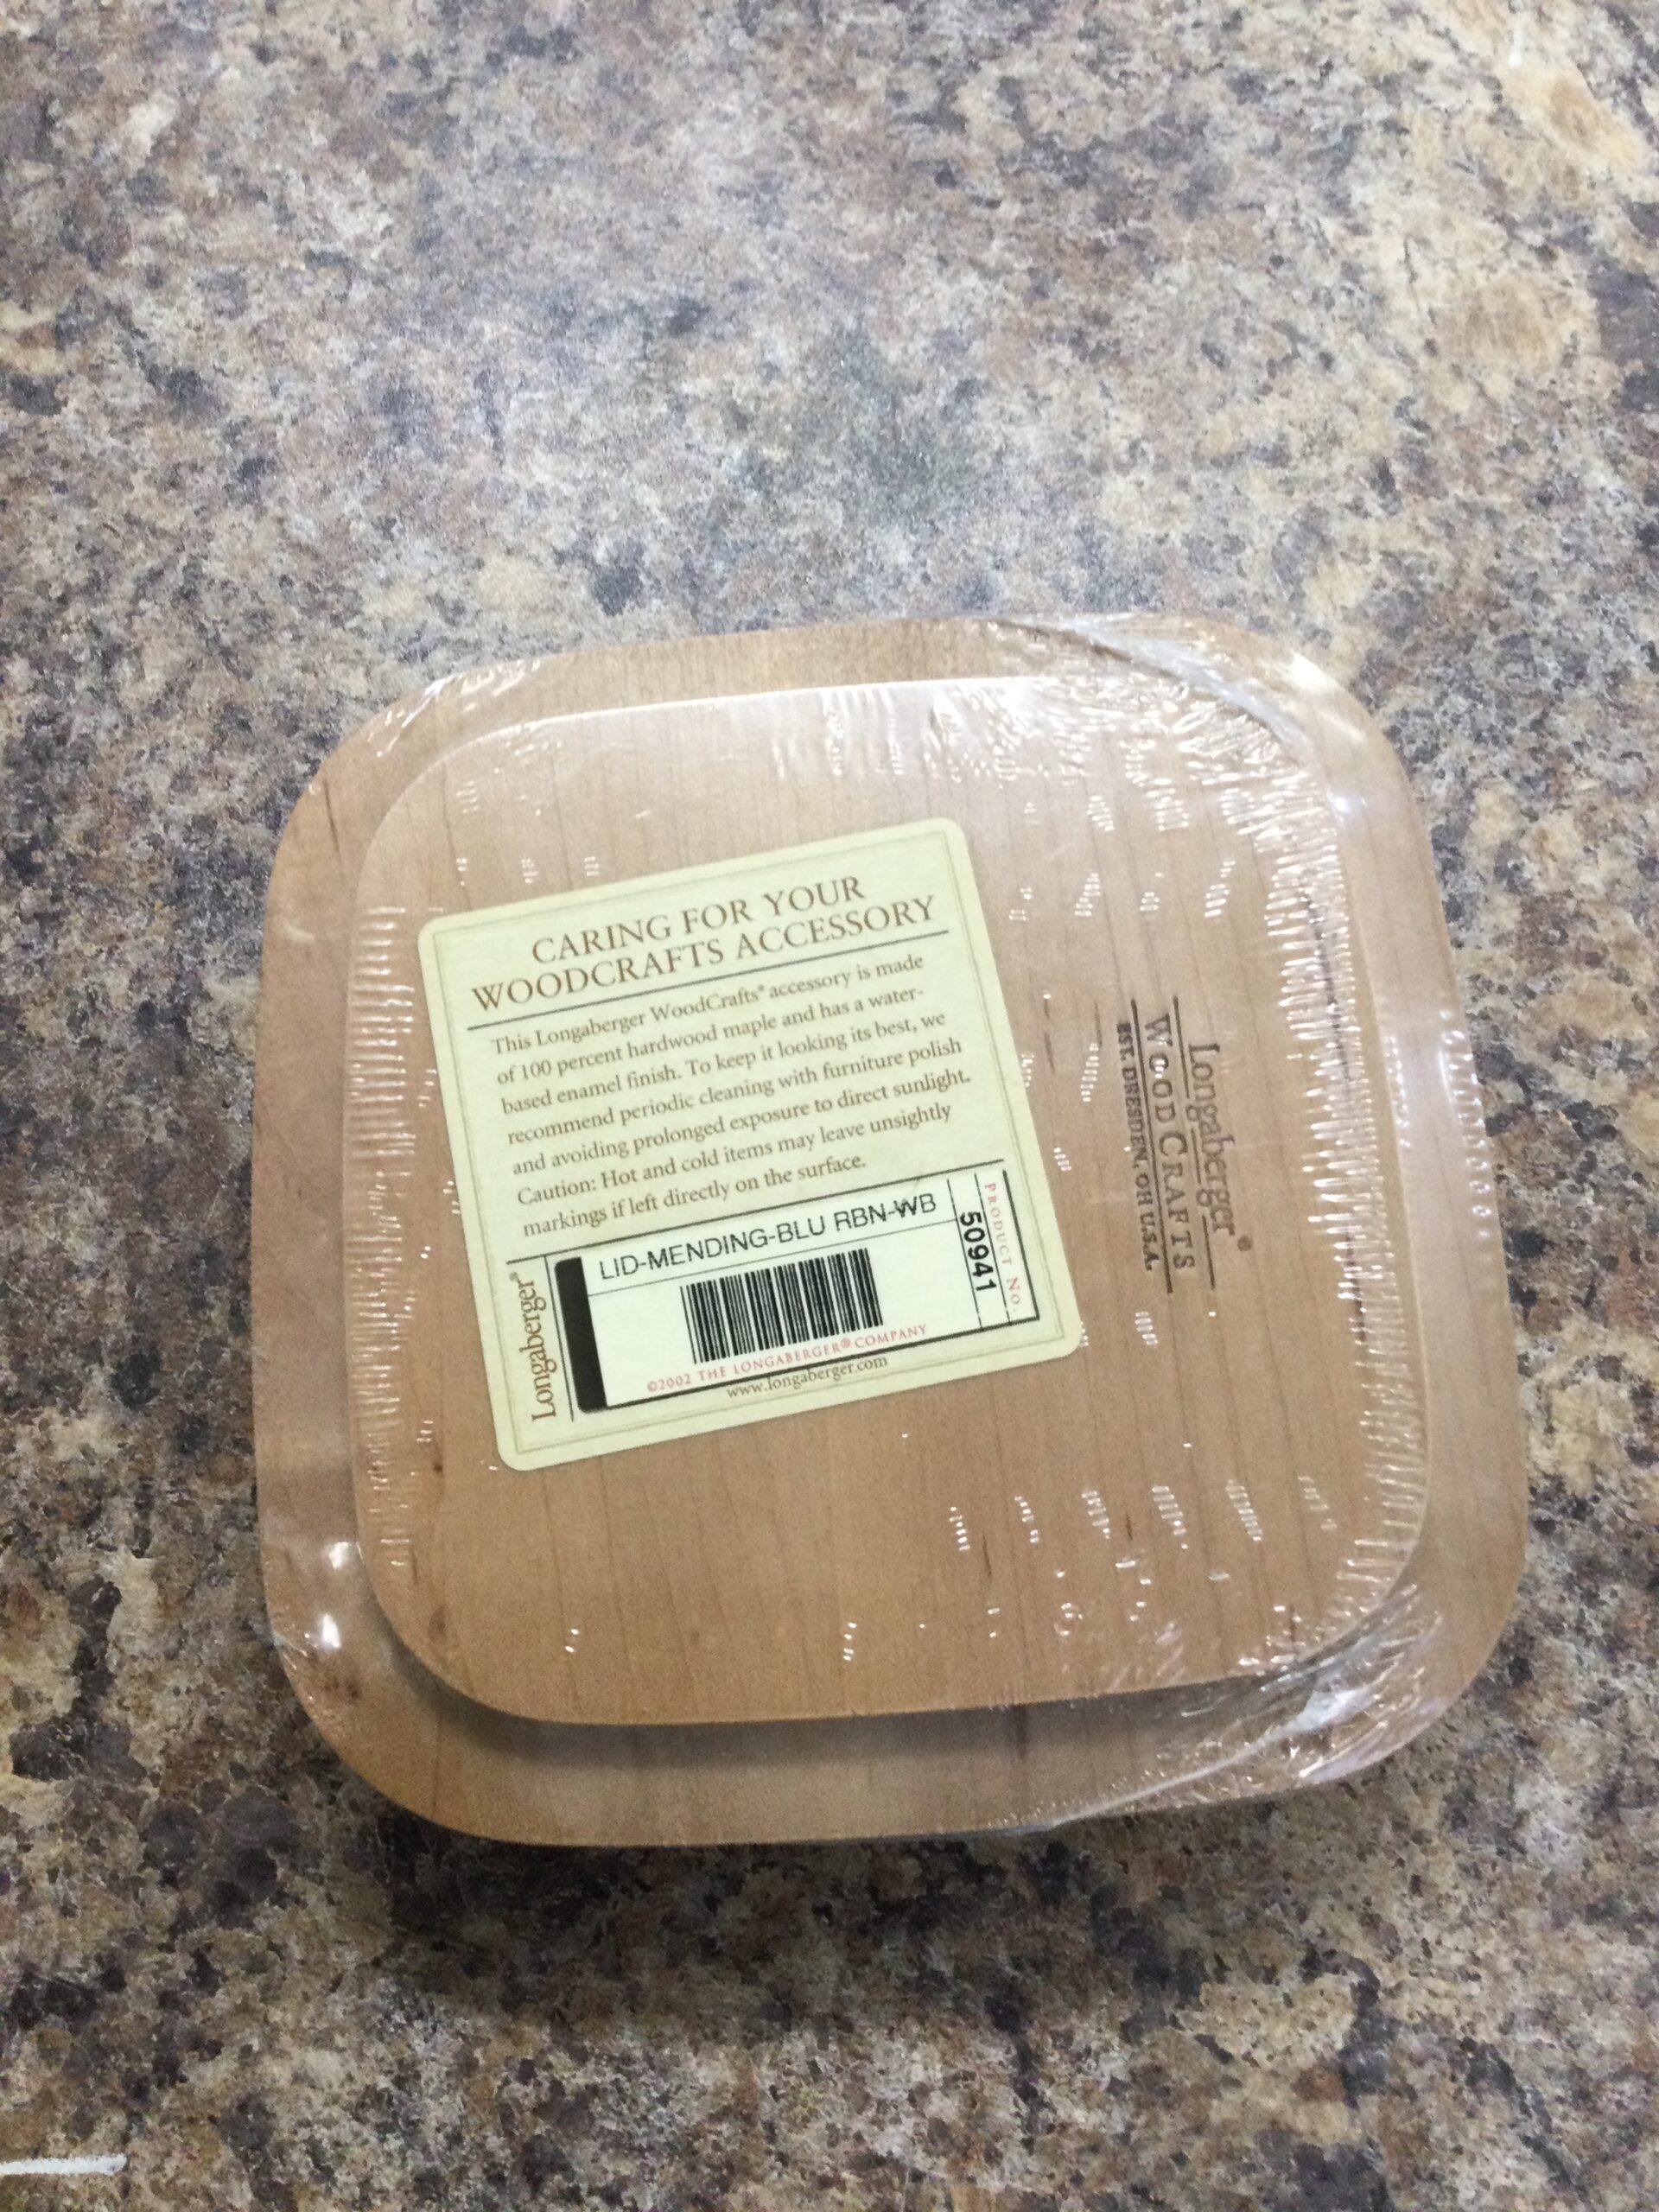 CARING FOR YOUR
WOODCRAFTS ACCESSORY
This Longaberger WoodCrafts® accessory is made
of 100 percent hardwood maple and has a water-
based enamel finish. To keep it looking its best, we
recommend periodic cleaning with furniture polish
and avoiding prolonged exposure to direct sunlight.
Caution: Hot and cold items may leave unsightly
markings if left directly on the surface.
Longaberger®
LID-MENDING-BLU RBN-WB
PRODUCT NO.
50941
©2002 THE LONGABERGER® COMPANY
www.longaberger.com
Longaberger®
WOODCRAFTS
EST. DRESDEN, OH U.S.A.